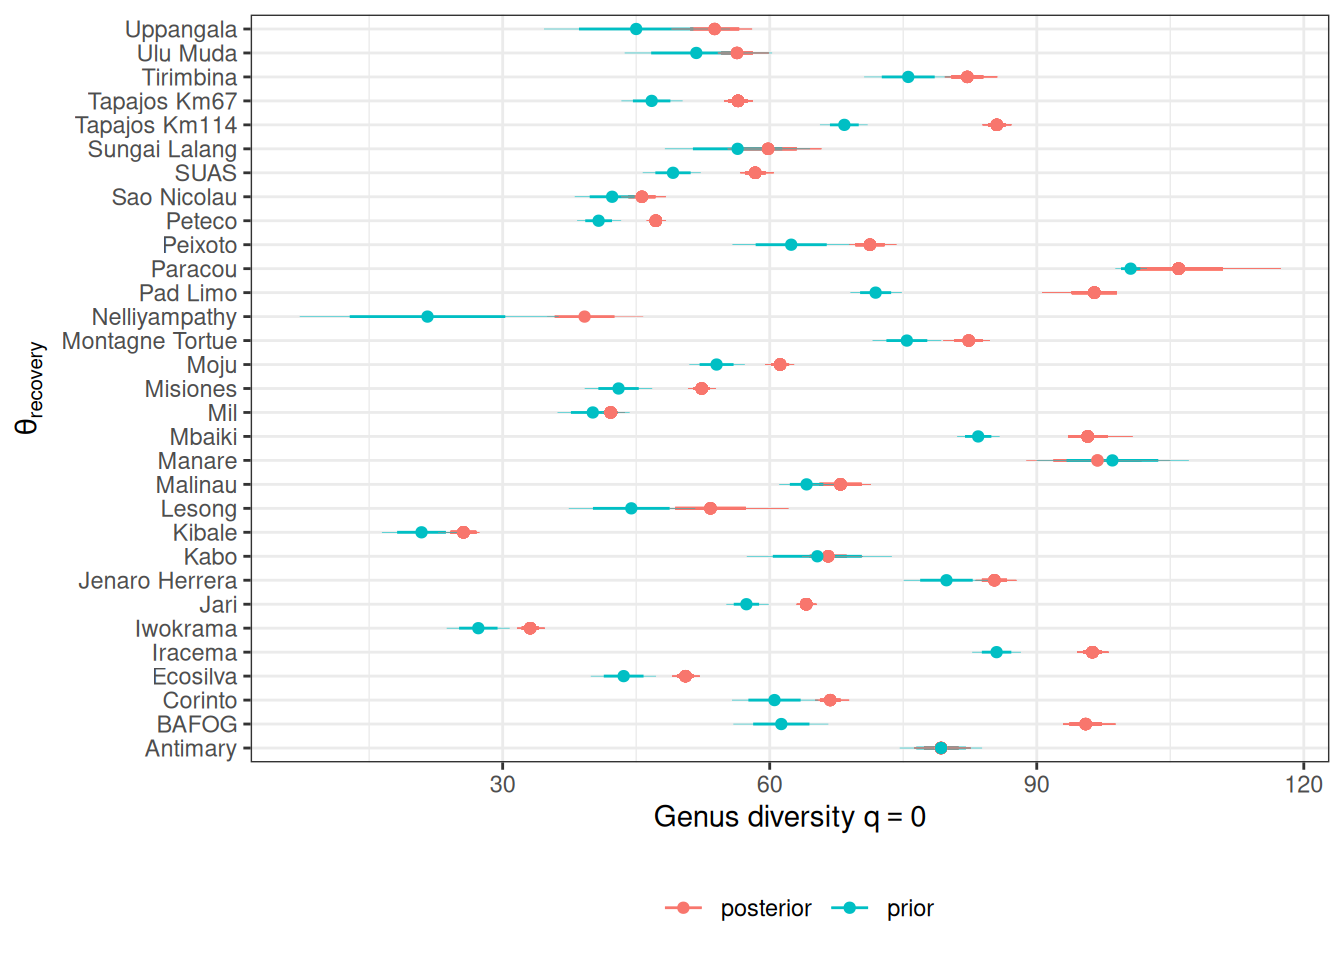 Uppangala
Ulu Muda
Tirimbina
Tapajos Km67
Tapajos Km114
Sungai Lalang
SUAS
Sao Nicolau
Peteco
Peixoto
Paracou
Pad Limo
Nelliyampathy
Montagne Tortue
Moju
Misiones
Mil
Mbaiki
Manare
Malinau
Lesong
Kibale
Kabo
Jenaro Herrera
Jari
Iwokrama
Iracema
Ecosilva
Corinto
BAFOG
Antimary
θrecovery
30 60 90 120
Genus diversity q = 0
posterior prior